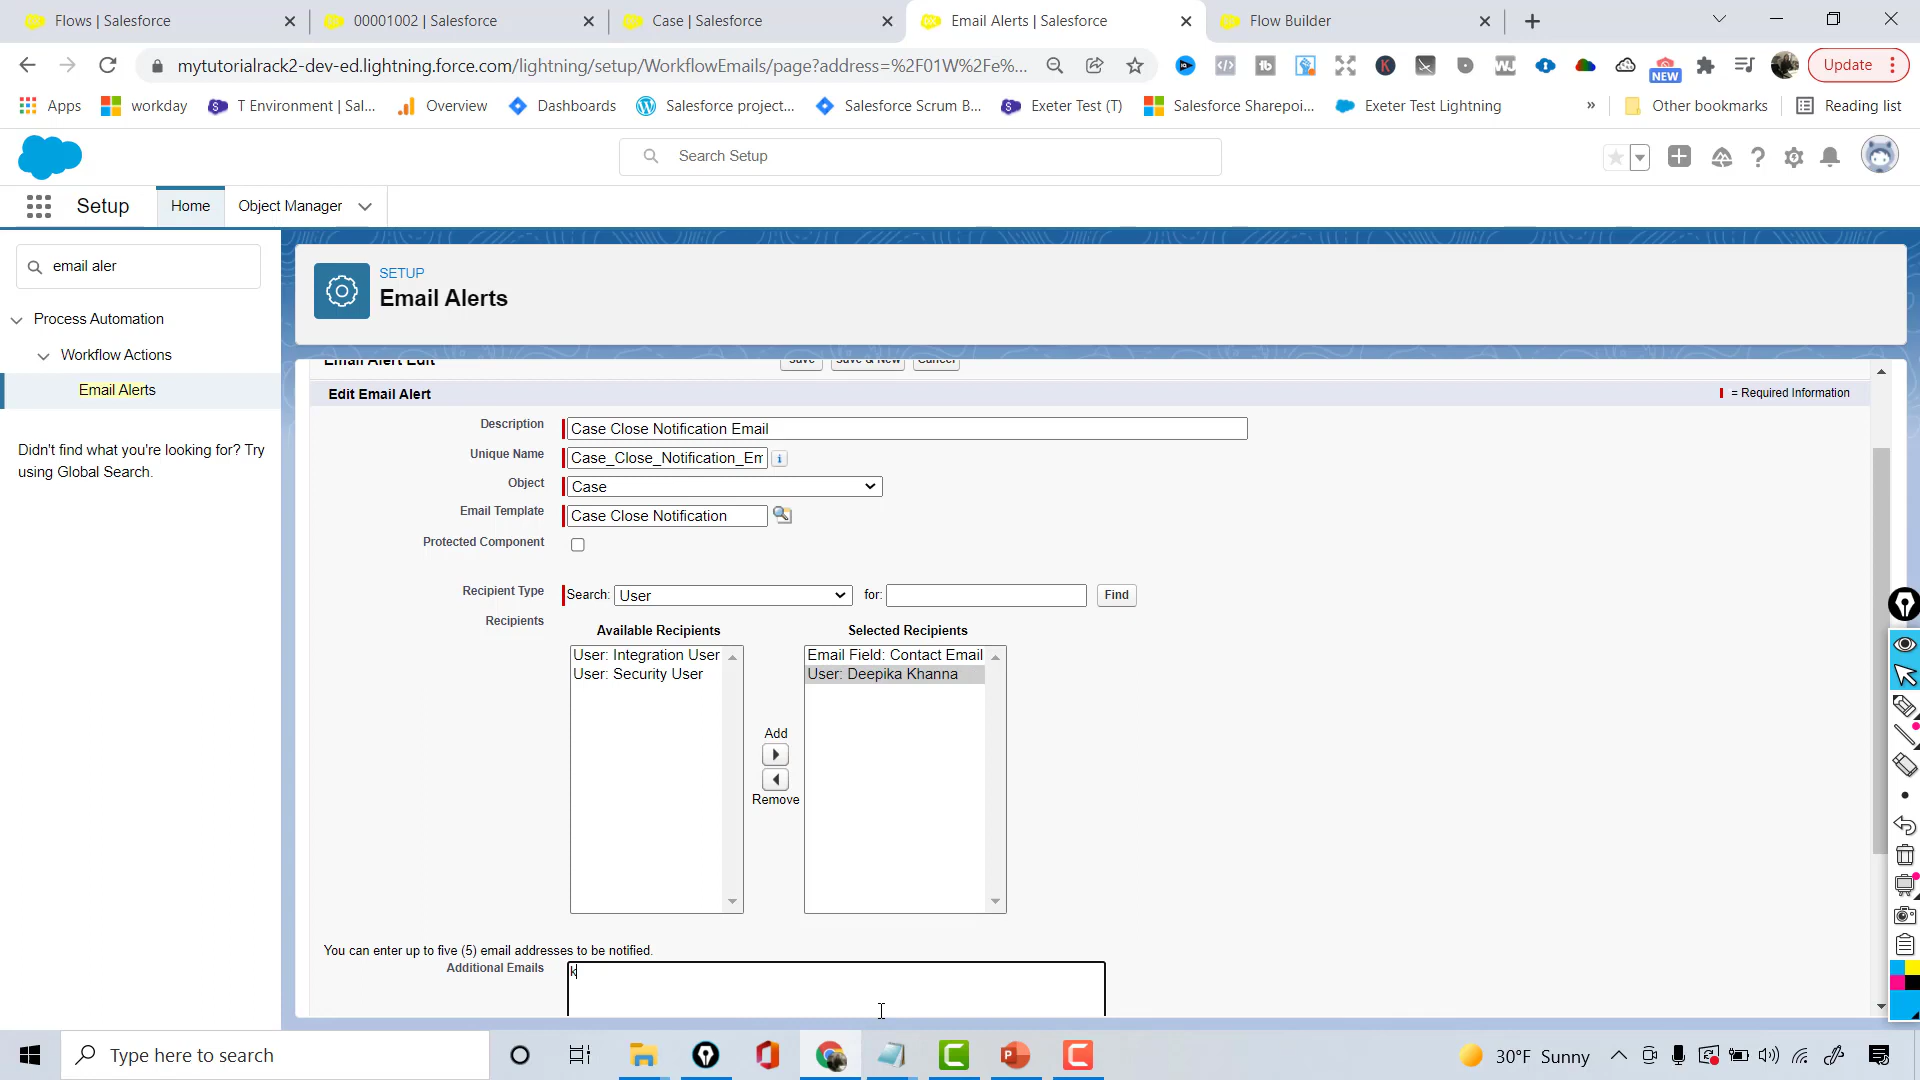 Flows | Salesforce
00001002 | Salesforce
Case | Salesforce
Email Alerts | Salesforce
Flow Builder
mytutorialrack2-dev-ed.lightning.force.com/lightning/setup/WorkflowEmails/page?address=%2F01W%2Fe%...
Update
Apps
workday
T Environment | Sal...
Overview
Dashboards
Salesforce project...
Salesforce Scrum B...
Exeter Test (T)
Salesforce Sharepoi...
Exeter Test Lightning
»
Other bookmarks
Reading list
NEW
Search Setup
Setup
Home
Object Manager
email aler
Process Automation
Workflow Actions
Email Alerts
Didn't find what you're looking for? Try
using Global Search.
SETUP
Email Alerts
Email Alert Edit
Save
Save & New
Cancel
Edit Email Alert
= Required Information
Description
Case Close Notification Email
Unique Name
Case_Close_Notification_Em
Object
Case
Email Template
Case Close Notification
Protected Component
Recipient Type
Search:
User
for:
Find
Recipients
Available Recipients
Selected Recipients
User: Integration User
User: Security User
Email Field: Contact Email
User: Deepika Khanna
Add
Remove
You can enter up to five (5) email addresses to be notified.
Additional Emails
k
Type here to search
30°F Sunny